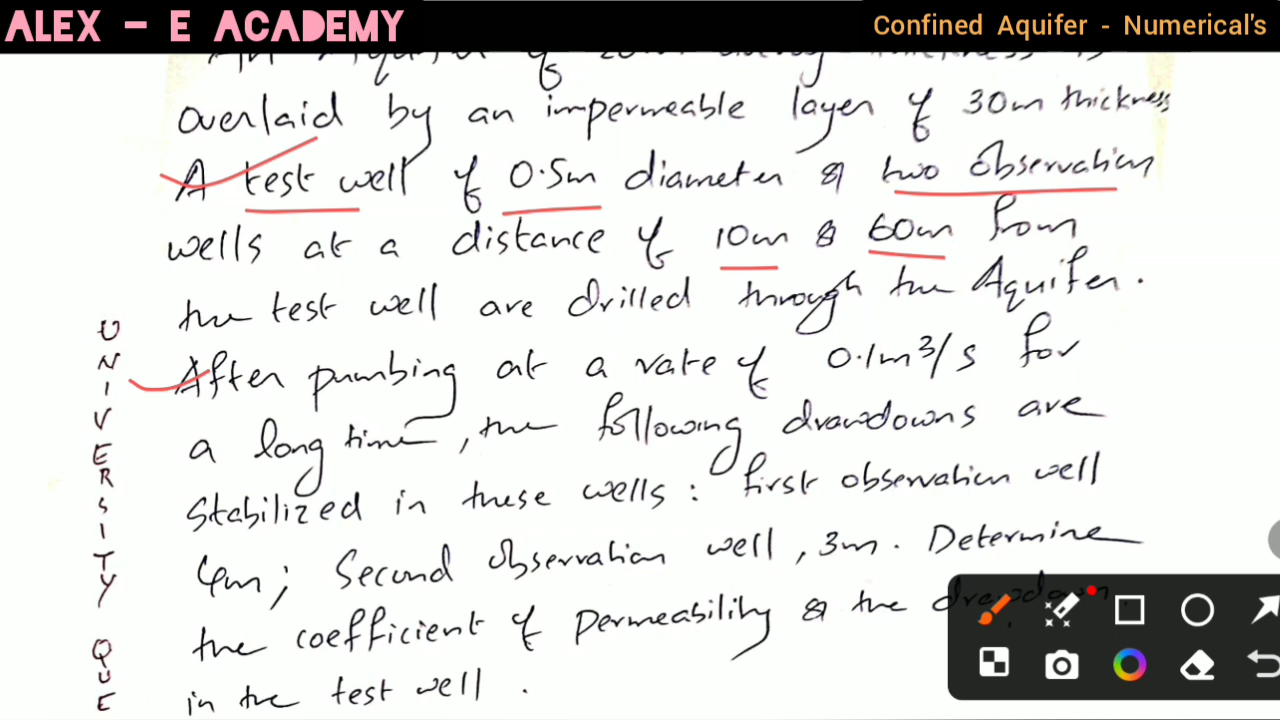 ALEX - E ACADEMY
Confined Aquifer - Numerical's
overlaid by an impermeable layer of 30m thickness
A test well of 0.5m diameter & two observation
wells at a distance of 10m & 60m from
the test well are drilled through the Aquifer.
After pumbing at a rate of 0.1m³/s for
a long time, the following drawdowns are
Stabilized in these wells : first observation well
4m ; Second observation well , 3m . Determine
the coefficient of permeability & the drawdown
in the test well .
UNIVERSITY QUE